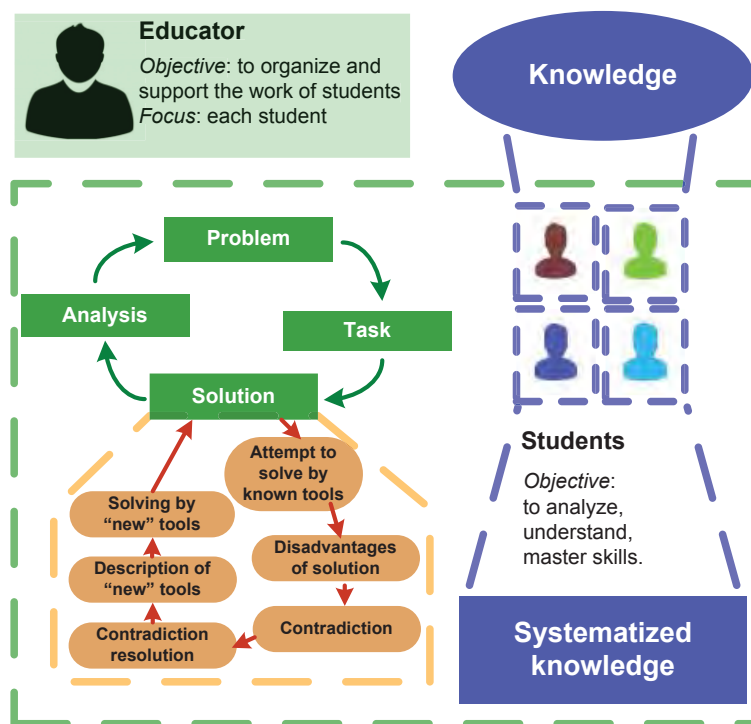 Educator
Objective: to organize and
support the work of students
Focus: each student
Knowledge
Problem
Analysis
Task
Solution
Attempt to
solve by
known tools
Solving by
“new” tools
Disadvantages
of solution
Description of
“new” tools
Contradiction
Contradiction
resolution
Students
Objective:
to analyze,
understand,
master skills.
Systematized
knowledge